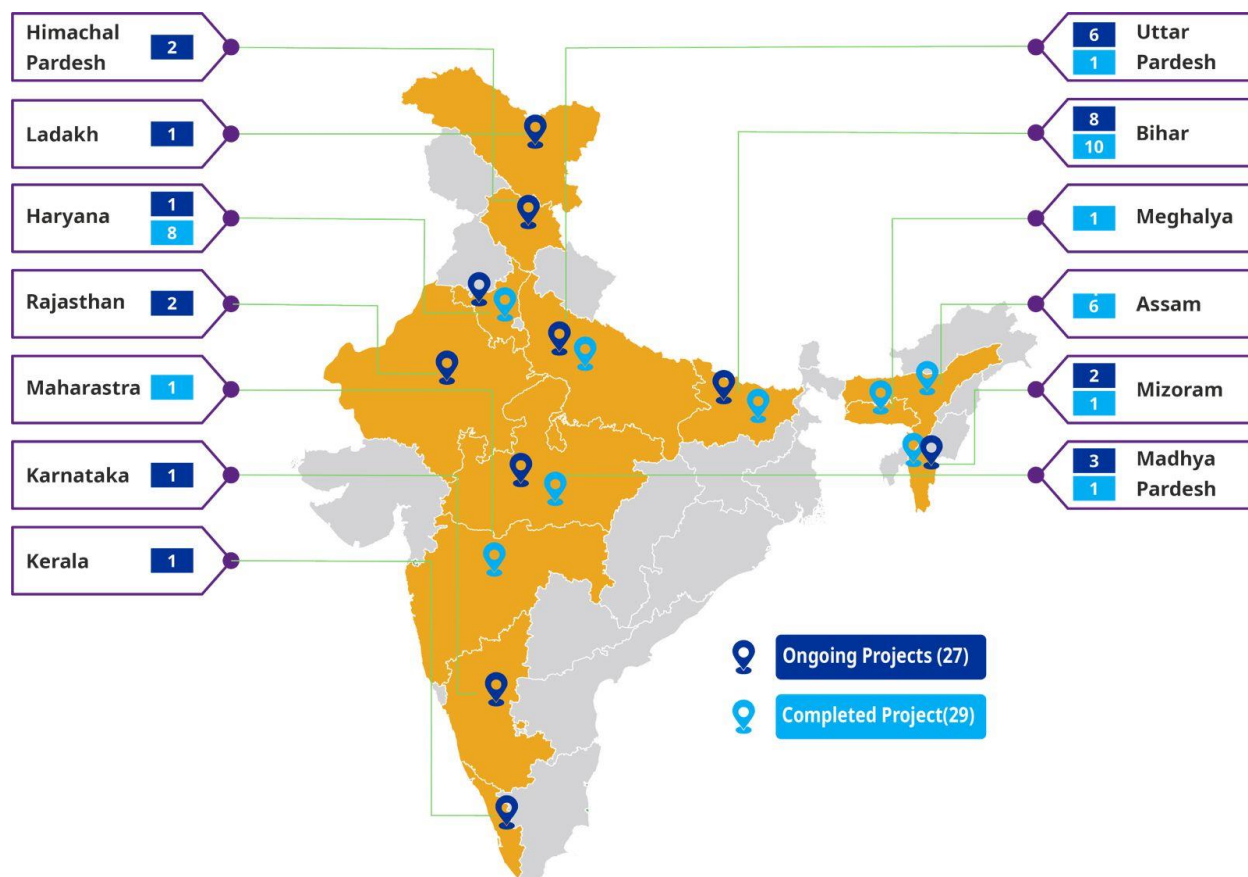 Himachal
Pardesh
2
Ladakh
1
Haryana
1
8
Rajasthan
2
Maharastra
1
Karnataka
1
Kerala
1
6
1
Uttar
Pardesh
8
10
Bihar
1
Meghalya
6
Assam
2
1
Mizoram
3
1
Madhya
Pardesh
Ongoing Projects (27)
Completed Project(29)